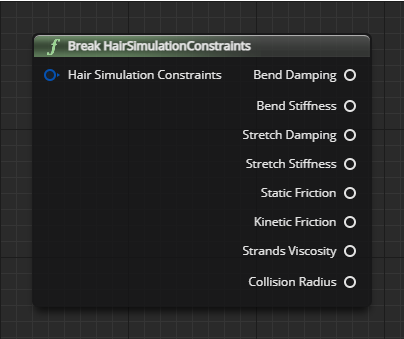 f Break HairSimulationConstraints
Hair Simulation Constraints Bend Damping
Bend Stiffness
Stretch Damping
Stretch Stiffness
Static Friction
Kinetic Friction
Strands Viscosity
Collision Radius